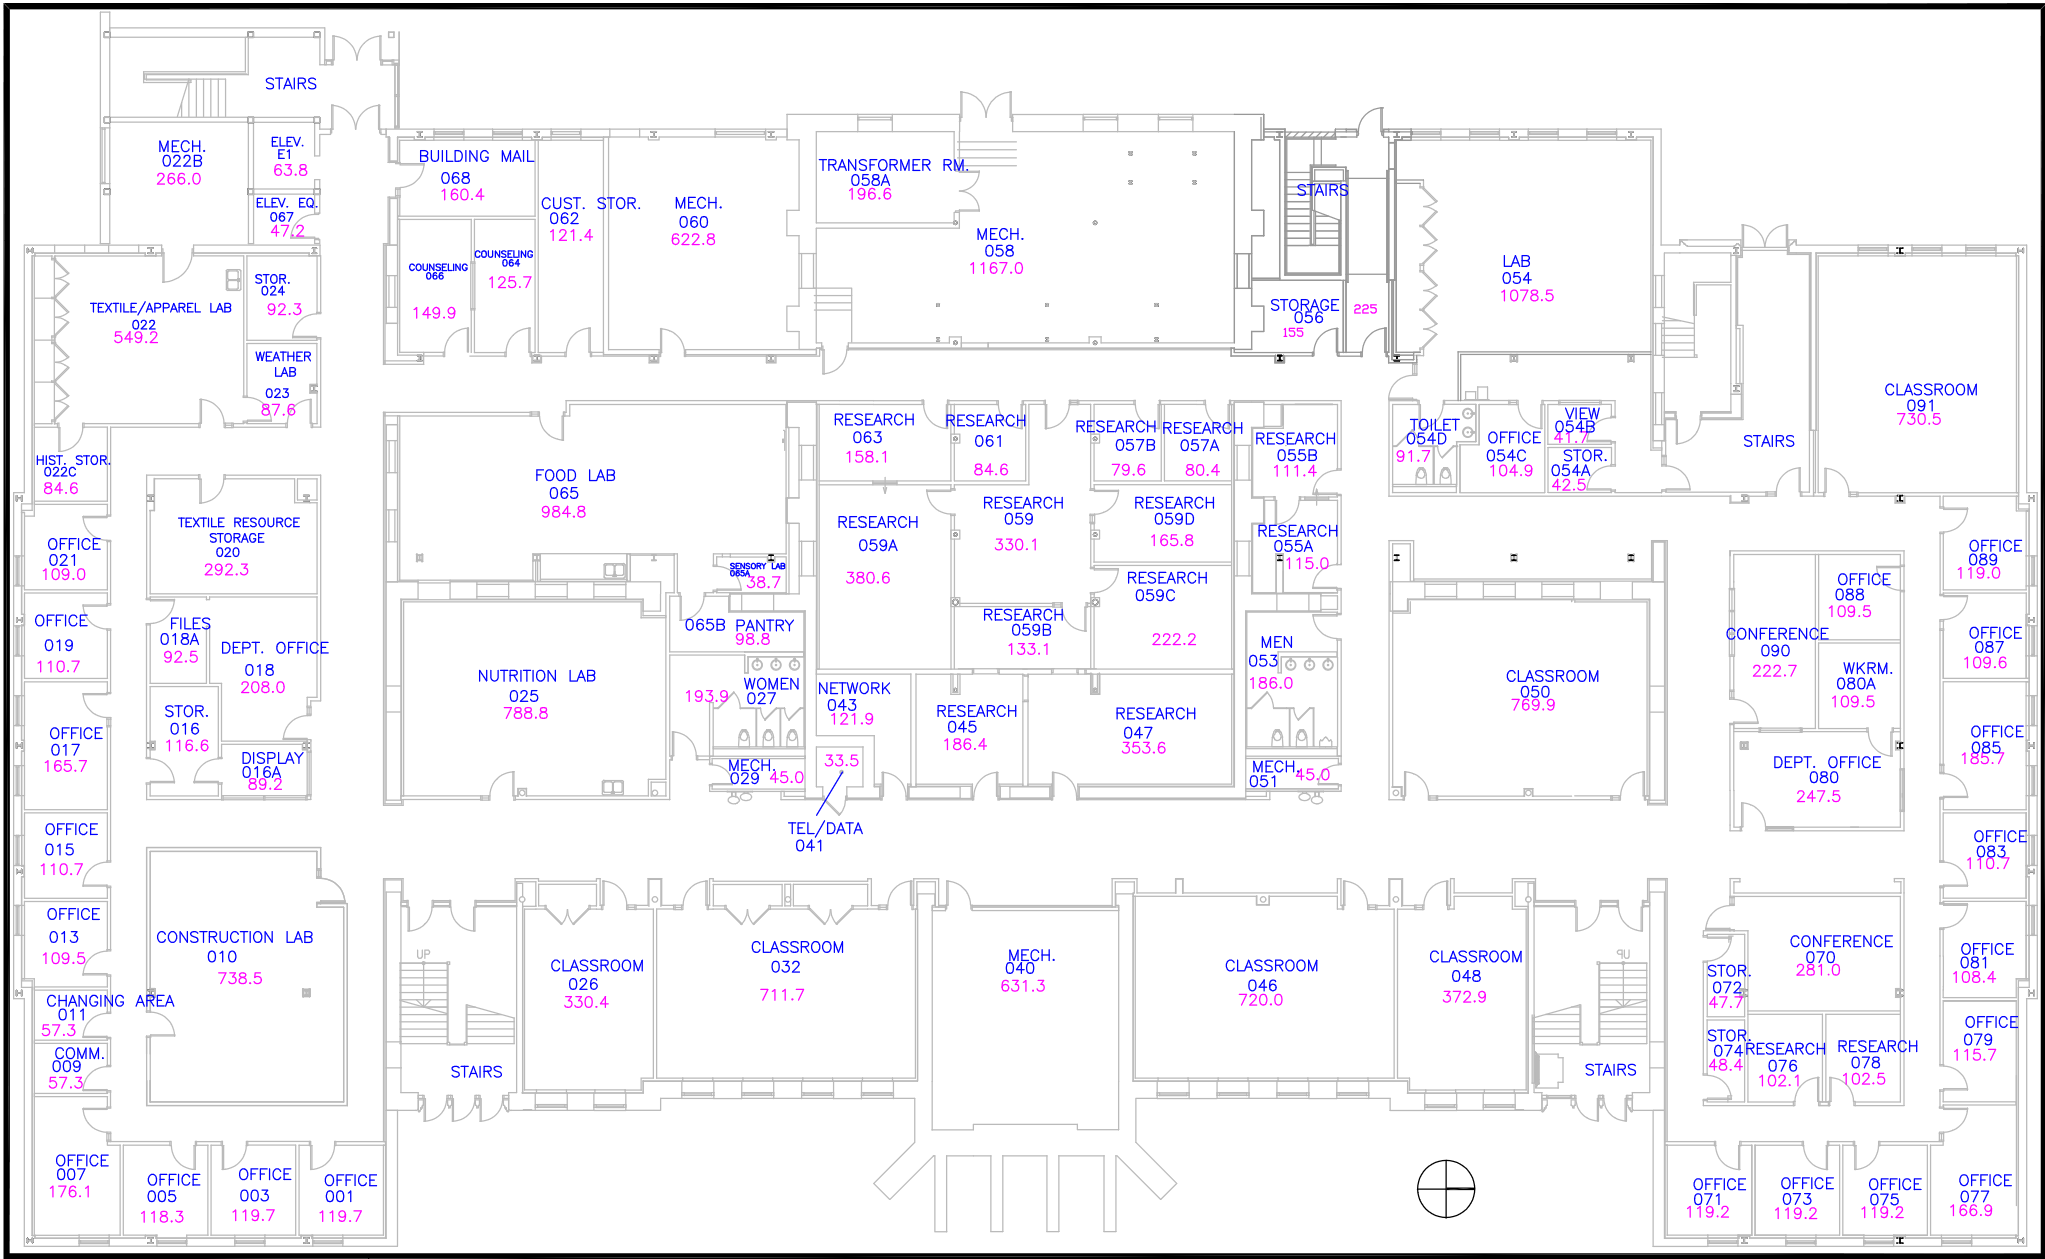 STAIRS
MECH.
022B
266.0
ELEV.
E1
63.8
ELEV. EQ.
067
47.2
BUILDING MAIL
068
160.4
CUST. STOR.
062
121.4
MECH.
060
622.8
TRANSFORMER RM.
058A
196.6
MECH.
058
1167.0
STAIRS
STORAGE
056
155
225
LAB
054
1078.5
TEXTILE/APPAREL LAB
022
549.2
STOR.
024
92.3
WEATHER
LAB
023
87.6
COUNSELING
066
149.9
COUNSELING
064
125.7
CLASSROOM
091
730.5
STAIRS
HIST. STOR.
022C
84.6
FOOD LAB
065
984.8
RESEARCH
063
158.1
RESEARCH
061
84.6
RESEARCH
057B
79.6
RESEARCH
057A
80.4
RESEARCH
055B
111.4
TOILET
054D
91.7
OFFICE
054C
104.9
VIEW
054B
41.7
STOR.
054A
42.5
TEXTILE RESOURCE
STORAGE
020
292.3
OFFICE
021
109.0
RESEARCH
059A
380.6
RESEARCH
059
330.1
RESEARCH
059D
165.8
RESEARCH
055A
115.0
SENSORY LAB
065A
38.7
RESEARCH
059C
222.2
RESEARCH
059B
133.1
OFFICE
089
119.0
OFFICE
088
109.5
OFFICE
019
110.7
FILES
018A
92.5
DEPT. OFFICE
018
208.0
NUTRITION LAB
025
788.8
065B PANTRY
98.8
193.9
WOMEN
027
NETWORK
043
121.9
RESEARCH
045
186.4
RESEARCH
047
353.6
MEN
053
186.0
CLASSROOM
050
769.9
CONFERENCE
090
222.7
WKRM.
080A
109.5
OFFICE
087
109.6
OFFICE
017
165.7
STOR.
016
116.6
DISPLAY
016A
89.2
MECH.
029
45.0
33.5
TEL/DATA
041
MECH.
051
45.0
DEPT. OFFICE
080
247.5
OFFICE
085
185.7
OFFICE
015
110.7
OFFICE
083
110.7
OFFICE
013
109.5
CONSTRUCTION LAB
010
738.5
UP
CLASSROOM
026
330.4
CLASSROOM
032
711.7
MECH.
040
631.3
CLASSROOM
046
720.0
CLASSROOM
048
372.9
UP
CONFERENCE
070
281.0
OFFICE
081
108.4
STOR.
072
47.7
CHANGING AREA
011
57.3
COMM.
009
57.3
STAIRS
STAIRS
STOR.
074
48.4
RESEARCH
076
102.1
RESEARCH
078
102.5
OFFICE
079
115.7
OFFICE
007
176.1
OFFICE
005
118.3
OFFICE
003
119.7
OFFICE
001
119.7
OFFICE
071
119.2
OFFICE
073
119.2
OFFICE
075
119.2
OFFICE
077
166.9